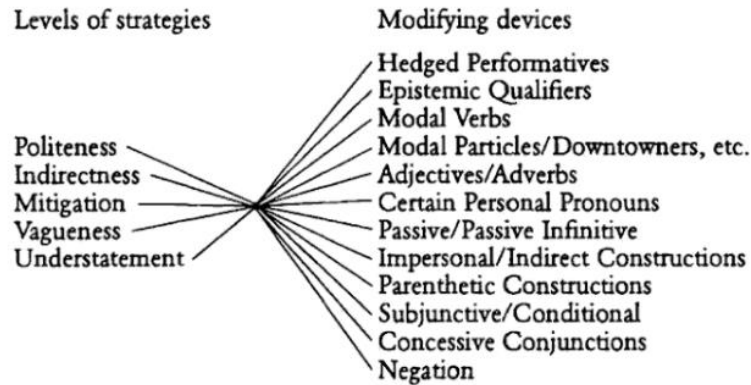 Levels of strategies
Modifying devices
Politeness
Indirectness
Mitigation
Vagueness
Understatement
Hedged Performatives
Epistemic Qualifiers
Modal Verbs
Modal Particles/Downtowners, etc.
Adjectives/Adverbs
Certain Personal Pronouns
Passive/Passive Infinitive
Impersonal/Indirect Constructions
Parenthetic Constructions
Subjunctive/Conditional
Concessive Conjunctions
Negation